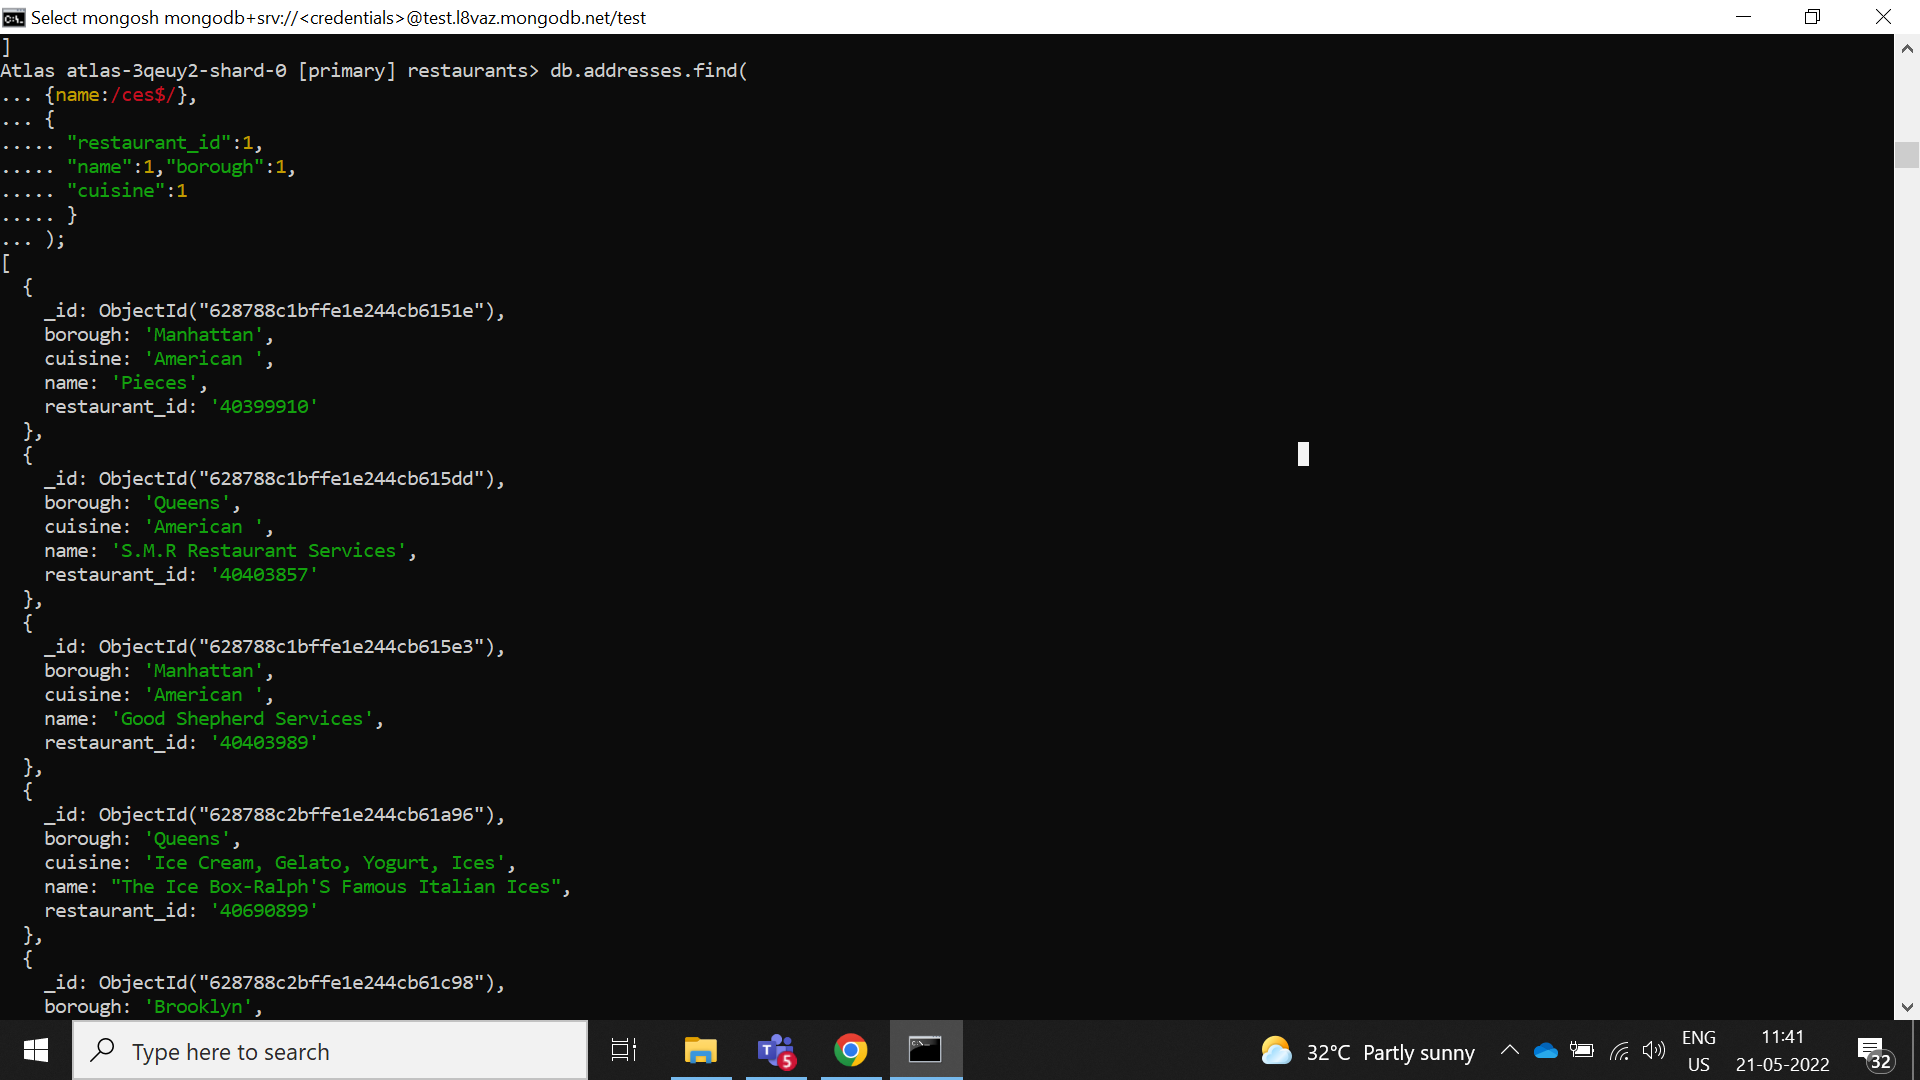 Select mongosh mongodb+srv://<credentials>@test.l8vaz.mongodb.net/test
]
Atlas atlas-3qeuy2-shard-0 [primary] restaurants> db.addresses.find(
... {name:/ces$/},
... {
..... "restaurant_id":1,
..... "name":1,"borough":1,
..... "cuisine":1
..... }
... );
[
  {
    _id: ObjectId("628788c1bffe1e244cb6151e"),
    borough: 'Manhattan',
    cuisine: 'American ',
    name: 'Pieces',
    restaurant_id: '40399910'
  },
  {
    _id: ObjectId("628788c1bffe1e244cb615dd"),
    borough: 'Queens',
    cuisine: 'American ',
    name: 'S.M.R Restaurant Services',
    restaurant_id: '40403857'
  },
  {
    _id: ObjectId("628788c1bffe1e244cb615e3"),
    borough: 'Manhattan',
    cuisine: 'American ',
    name: 'Good Shepherd Services',
    restaurant_id: '40403989'
  },
  {
    _id: ObjectId("628788c2bffe1e244cb61a96"),
    borough: 'Queens',
    cuisine: 'Ice Cream, Gelato, Yogurt, Ices',
    name: "The Ice Box-Ralph'S Famous Italian Ices",
    restaurant_id: '40690899'
  },
  {
    _id: ObjectId("628788c2bffe1e244cb61c98"),
    borough: 'Brooklyn',
Type here to search
5
32°C Partly sunny
ENG
US
11:41
21-05-2022
32